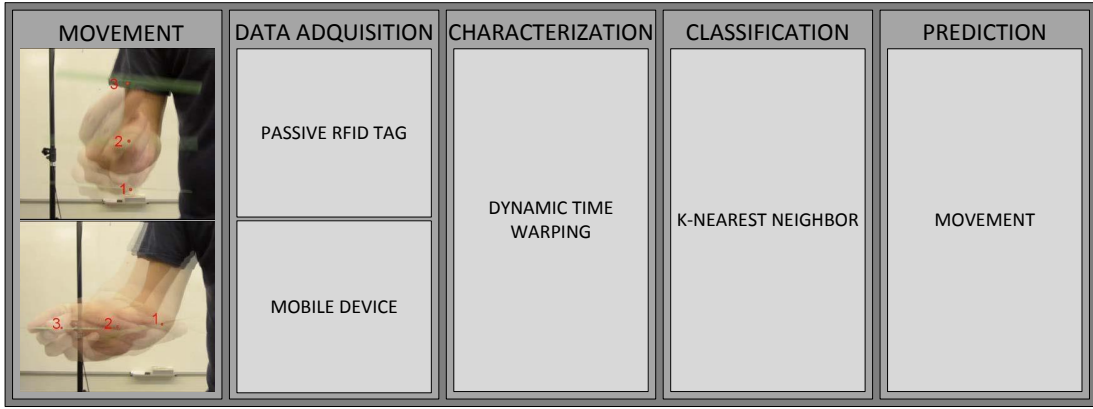 MOVEMENT
DATA ADQUISITION
CHARACTERIZATION
CLASSIFICATION
PREDICTION
3.
2.
1.
3.
2.
1.
PASSIVE RFID TAG
MOBILE DEVICE
DYNAMIC TIME
WARPING
K-NEAREST NEIGHBOR
MOVEMENT